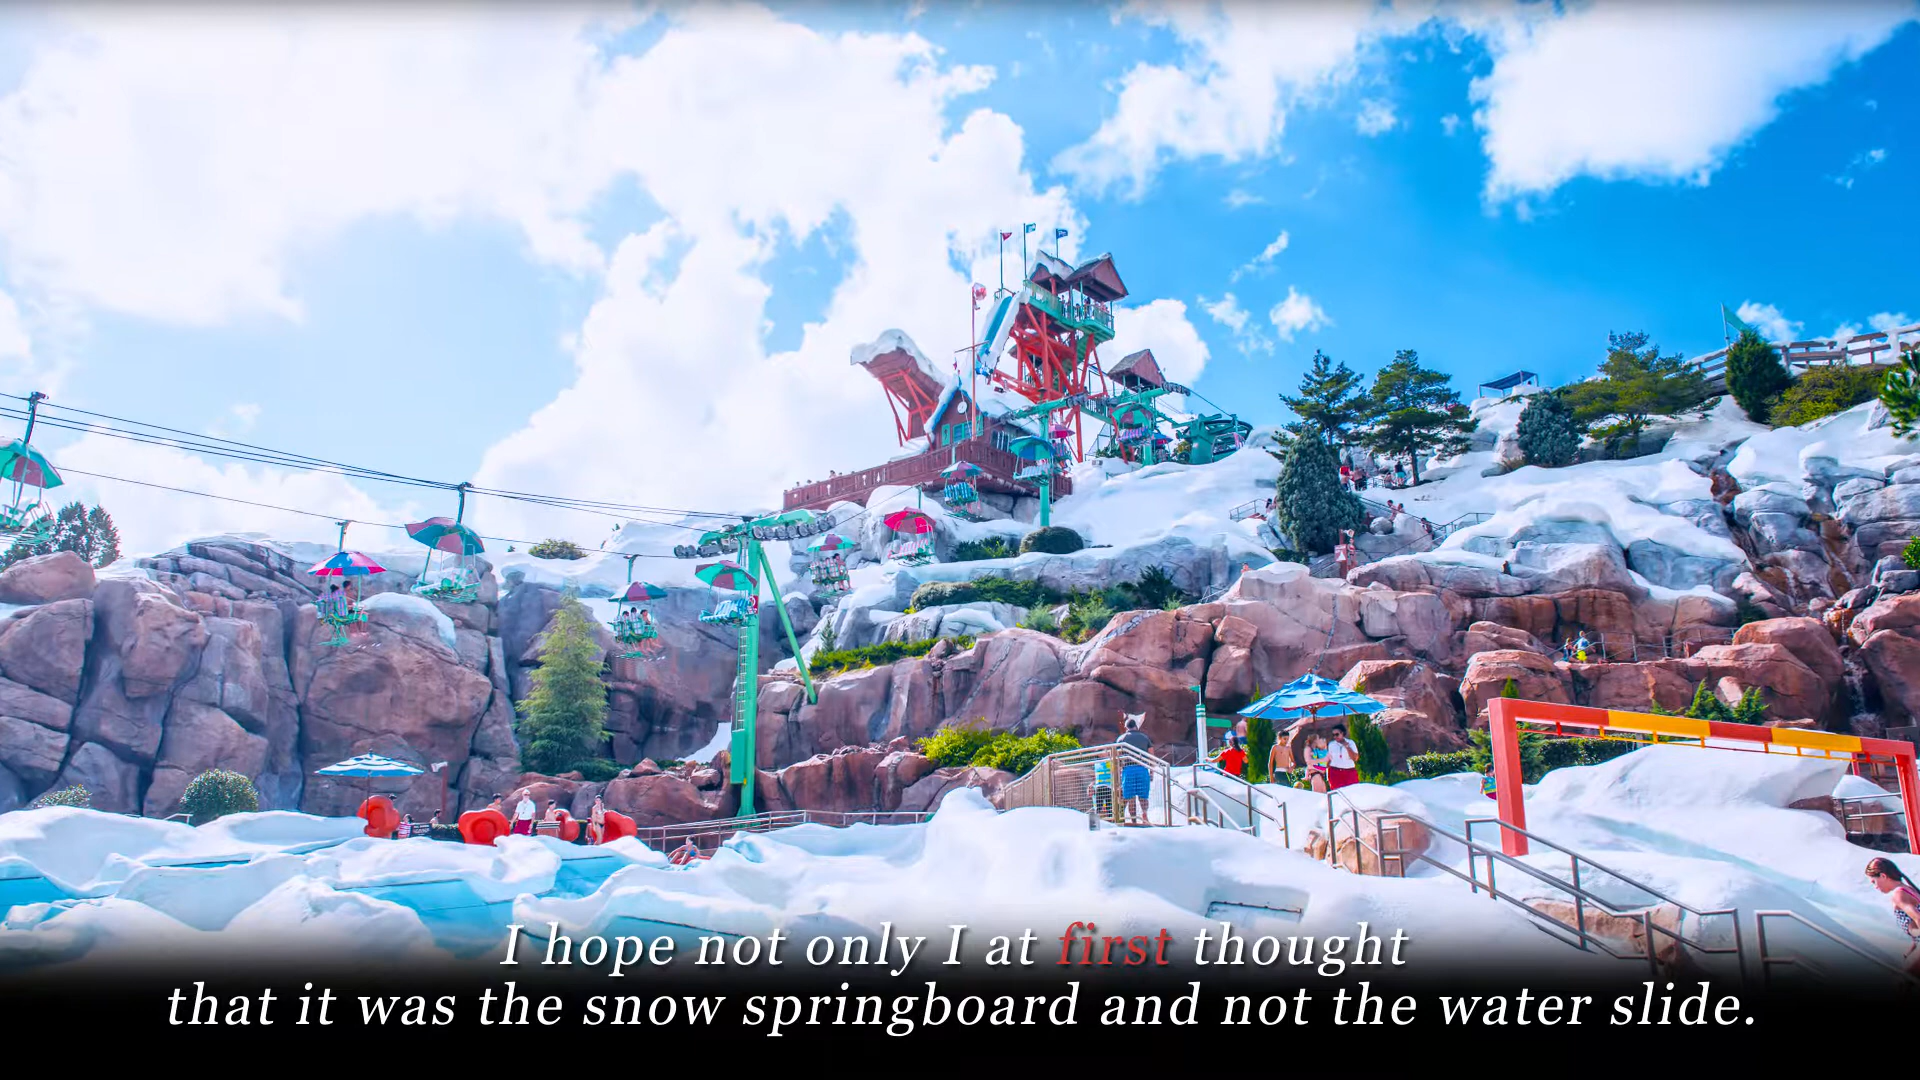 I hope not only I at first thought
that it was the snow springboard and not the water slide.